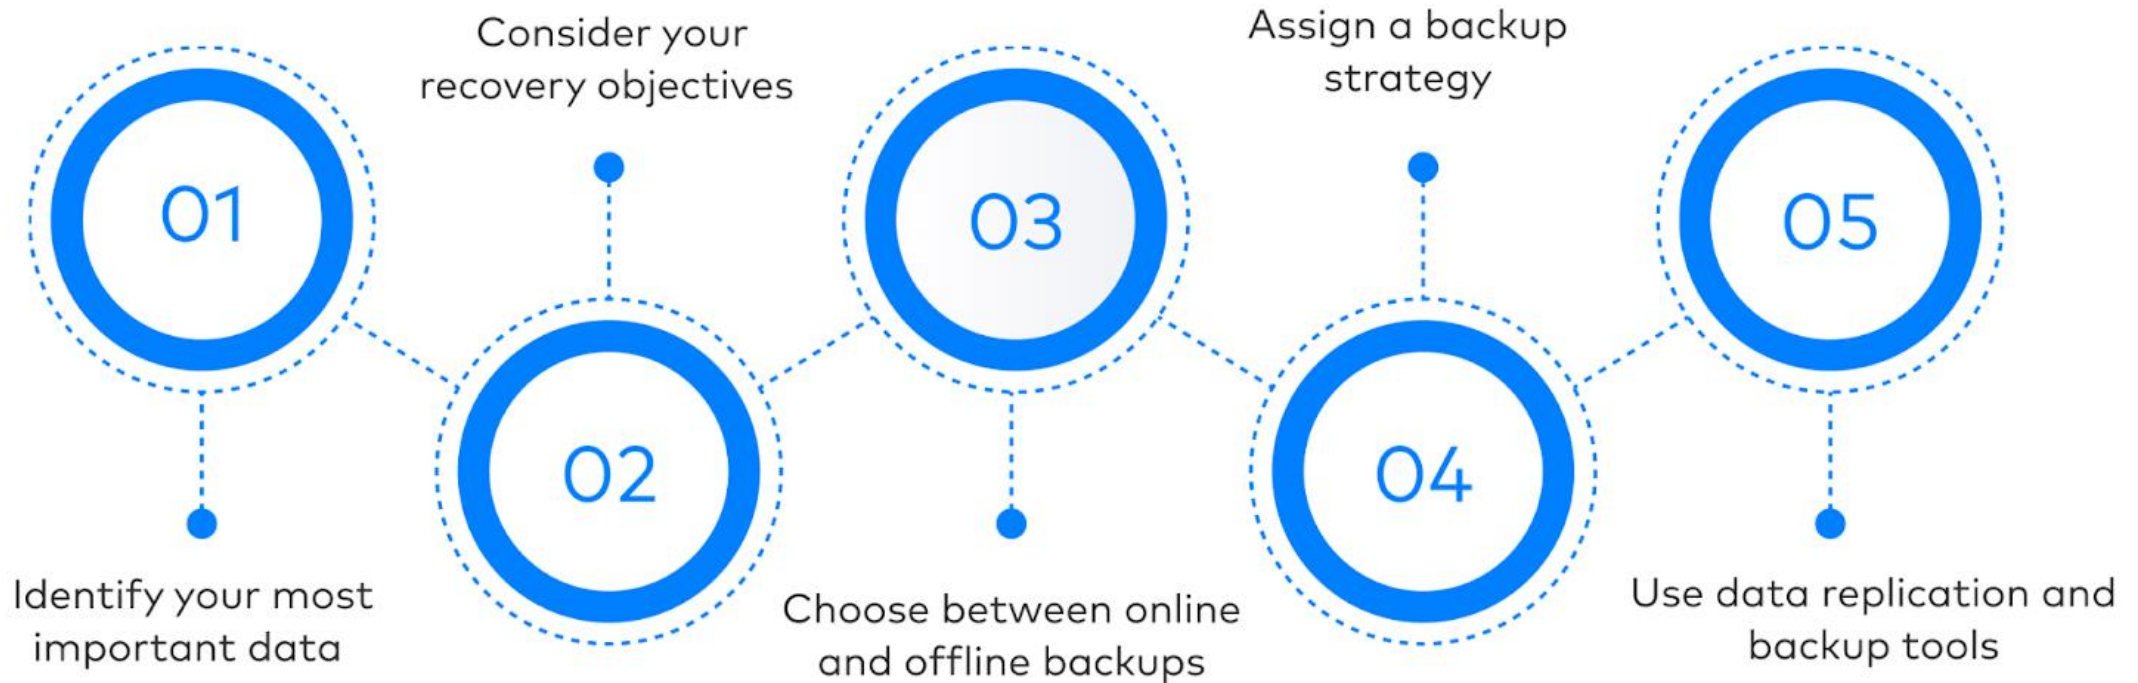 01
Identify your most
important data
Consider your
recovery objectives
02
03
Choose between online
and offline backups
Assign a backup
strategy
04
05
Use data replication and
backup tools